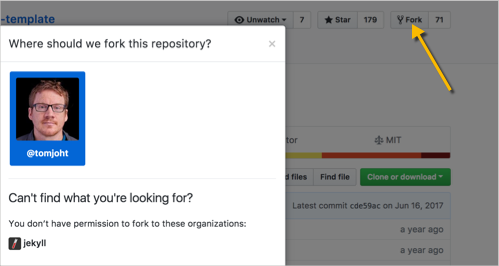 -template
Unwatch 7
Star 179
Fork 71
Where should we fork this repository? ×
@tomjoht
Can't find what you're looking for?
You don't have permission to fork to these organizations:
jekyll
tor
MIT
d files
Find file
Clone or download
Latest commit cde59ac on Jun 16, 2017
a year ago
a year ago